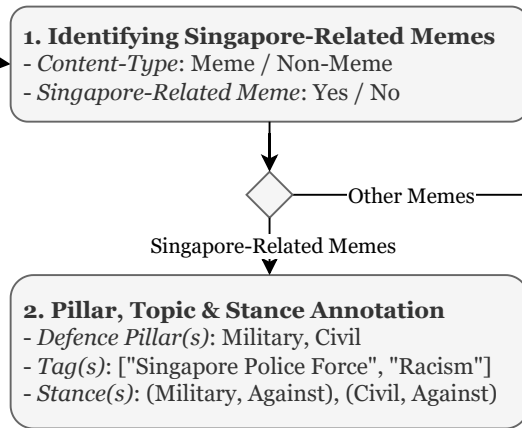 1. Identifying Singapore-Related Memes
- Content-Type: Meme / Non-Meme
- Singapore-Related Meme: Yes / No
Other Memes
Singapore-Related Memes
2. Pillar, Topic & Stance Annotation
- Defence Pillar(s): Military, Civil
- Tag(s): ["Singapore Police Force", "Racism"]
- Stance(s): (Military, Against), (Civil, Against)